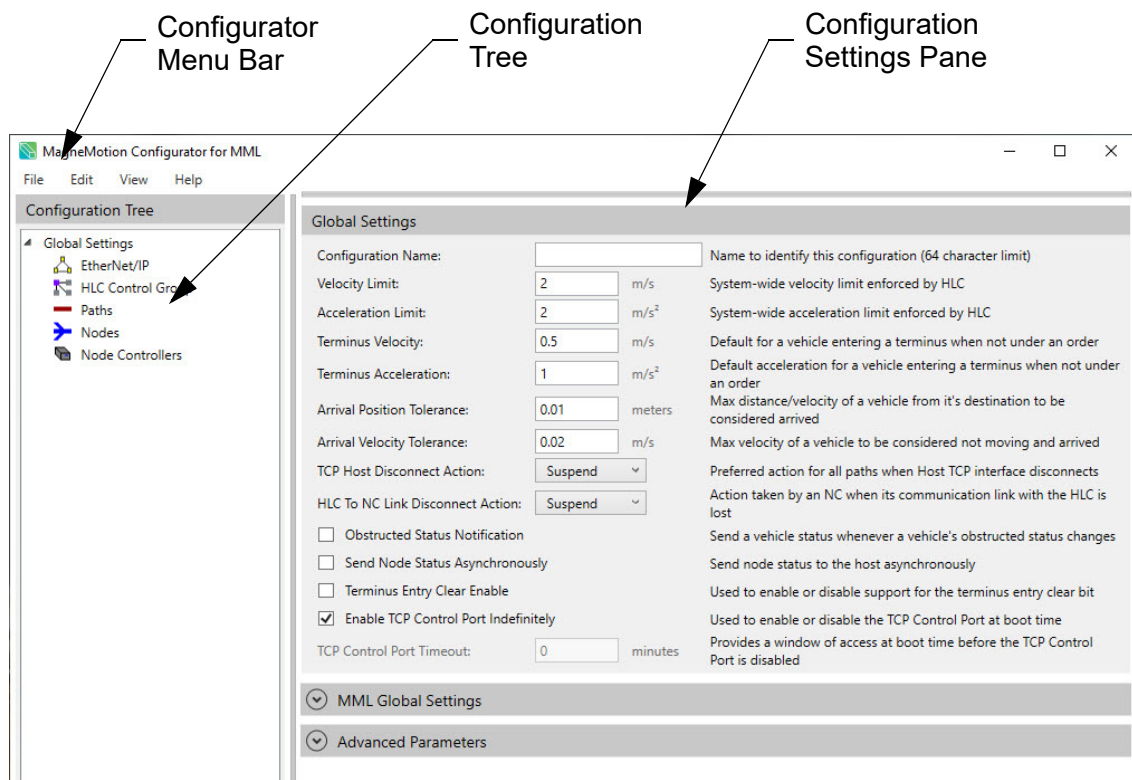 Configurator
Menu Bar
Configuration
Tree
Configuration
Settings Pane
MagneMotion Configurator for MML
File Edit View Help
Configuration Tree
Global Settings
EtherNet/IP
HLC Control Group
Paths
Nodes
Node Controllers
Global Settings
Configuration Name: Name to identify this configuration (64 character limit)
Velocity Limit: 2 m/s System-wide velocity limit enforced by HLC
Acceleration Limit: 2 m/s² System-wide acceleration limit enforced by HLC
Terminus Velocity: 0.5 m/s Default for a vehicle entering a terminus when not under an order
Terminus Acceleration: 1 m/s² Default acceleration for a vehicle entering a terminus when not under
an order
Arrival Position Tolerance: 0.01 meters Max distance/velocity of a vehicle from it's destination to be
considered arrived
Arrival Velocity Tolerance: 0.02 m/s Max velocity of a vehicle to be considered not moving and arrived
TCP Host Disconnect Action: Suspend Preferred action for all paths when Host TCP interface disconnects
HLC To NC Link Disconnect Action: Suspend Action taken by an NC when its communication link with the HLC is
lost
Obstructed Status Notification Send a vehicle status whenever a vehicle's obstructed status changes
Send Node Status Asynchronously Send node status to the host asynchronously
Terminus Entry Clear Enable Used to enable or disable support for the terminus entry clear bit
Enable TCP Control Port Indefinitely Used to enable or disable the TCP Control Port at boot time
TCP Control Port Timeout: 0 minutes Provides a window of access at boot time before the TCP Control
Port is disabled
MML Global Settings
Advanced Parameters